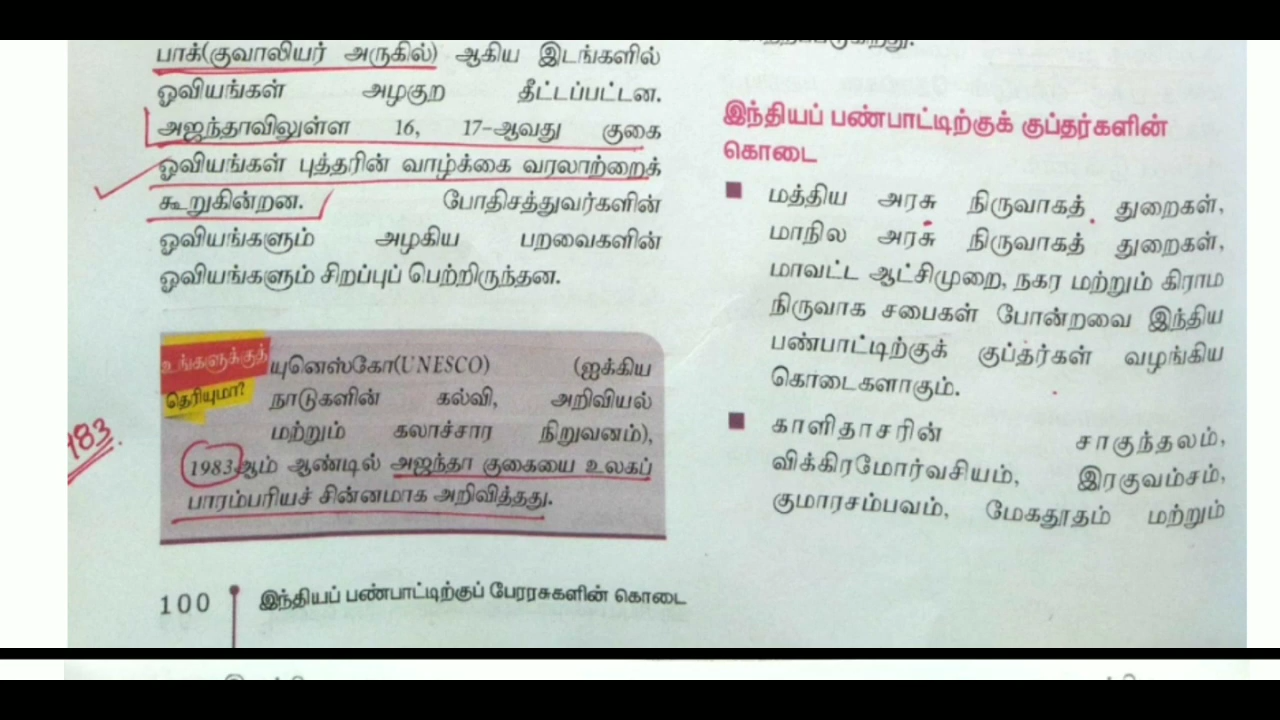 பாக்(குவாலியர் அருகில்) ஆகிய இடங்களில்
ஓவியங்கள் அழகுற தீட்டப்பட்டன.
அஜந்தாவிலுள்ள 16, 17-ஆவது குகை
ஓவியங்கள் புத்தரின் வாழ்க்கை வரலாற்றைக்
கூறுகின்றன. போதிசத்துவர்களின்
ஓவியங்களும் அழகிய பறவைகளின்
ஓவியங்களும் சிறப்புப் பெற்றிருந்தன.
உங்களுக்குத்
தெரியுமா?
யுனெஸ்கோ(UNESCO) (ஐக்கிய
நாடுகளின் கல்வி, அறிவியல்
மற்றும் கலாச்சார நிறுவனம்),
1983ஆம் ஆண்டில் அஜந்தா குகையை உலகப்
பாரம்பரியச் சின்னமாக அறிவித்தது.
100 இந்தியப் பண்பாட்டிற்குப் பேரரசுகளின் கொடை
இந்தியப் பண்பாட்டிற்குக் குப்தர்களின்
கொடை
■ மத்திய அரசு நிருவாகத் துறைகள்,
மாநில அரசு நிருவாகத் துறைகள்,
மாவட்ட ஆட்சிமுறை, நகர மற்றும் கிராம
நிருவாக சபைகள் போன்றவை இந்திய
பண்பாட்டிற்குக் குப்தர்கள் வழங்கிய
கொடைகளாகும்.
■ காளிதாசரின் சாகுந்தலம்,
விக்கிரமோர்வசியம், இரகுவம்சம்,
குமாரசம்பவம், மேகதூதம் மற்றும்